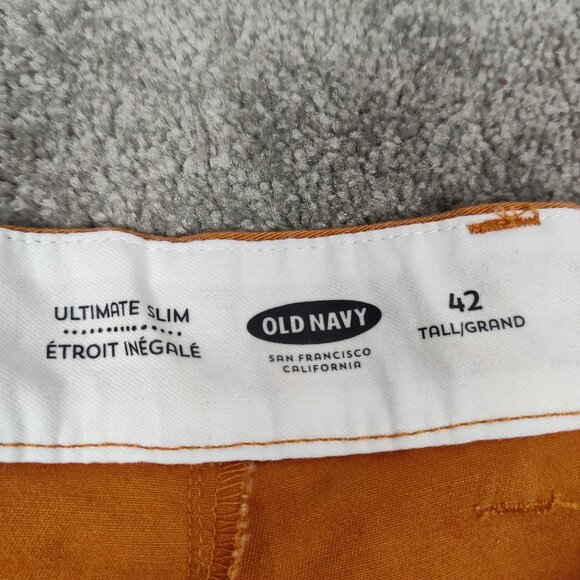 ULTIMATE SLIM
ÉTROIT INÉGALÉ
OLD NAVY
SAN FRANCISCO
CALIFORNIA
42
TALL/GRAND